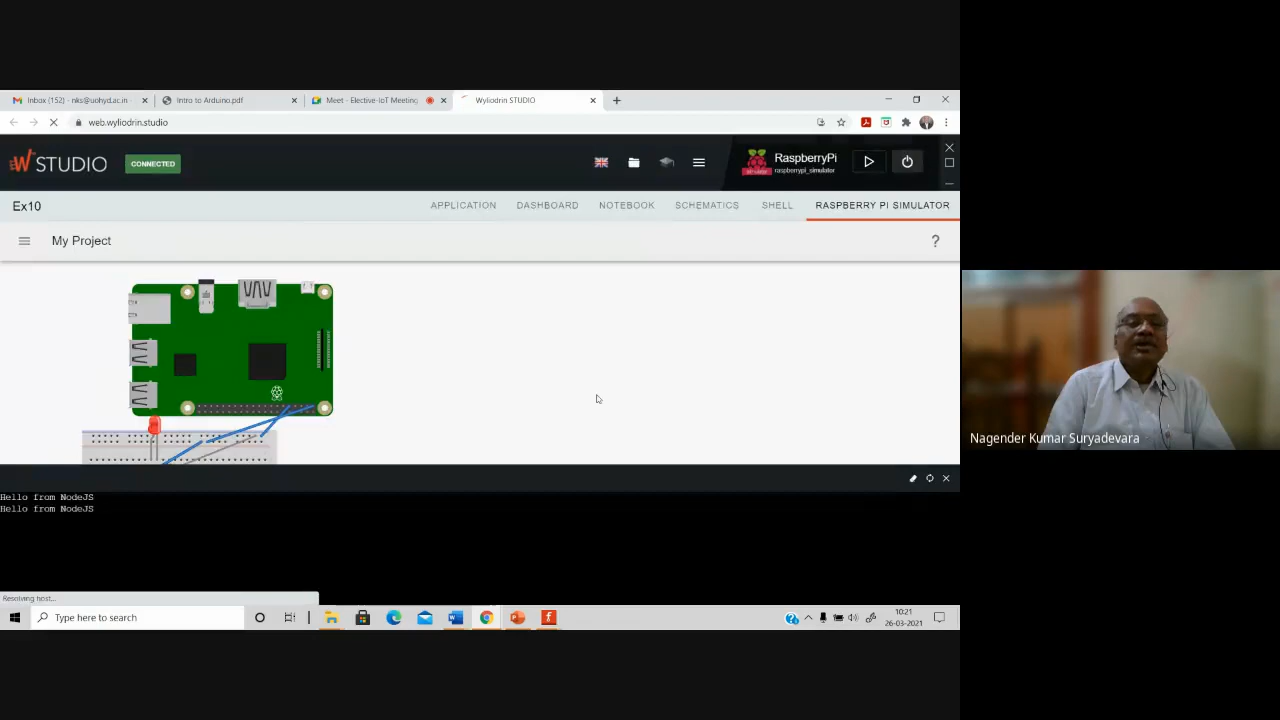 Inbox (152) - nks@uohyd.ac.in -
Intro to Arduino.pdf
Meet - Elective-IoT Meeting
Wyliodrin STUDIO
web.wyliodrin.studio
W STUDIO
CONNECTED
RaspberryPi
raspberrypi_simulator
Ex10
APPLICATION
DASHBOARD
NOTEBOOK
SCHEMATICS
SHELL
RASPBERRY PI SIMULATOR
My Project
?
Nagender Kumar Suryadevara
Hello from NodeJS
Hello from NodeJS
Resolving host...
Type here to search
10:21
26-03-2021